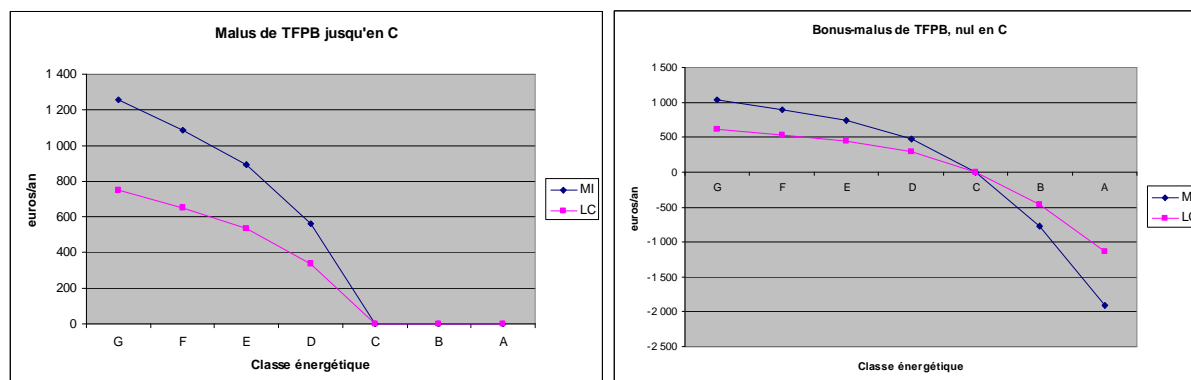 Malus de TFPB jusqu'en C
1 400
1 200
1 000
800
600
400
200
0
euros/an
G F E D C B A
Classe énergétique
MI
LC
Bonus-malus de TFPB, nul en C
1 500
1 000
500
0
-500
-1 000
-1 500
-2 000
-2 500
euros/an
G F E D C B A
Classe énergétique
MI
LC